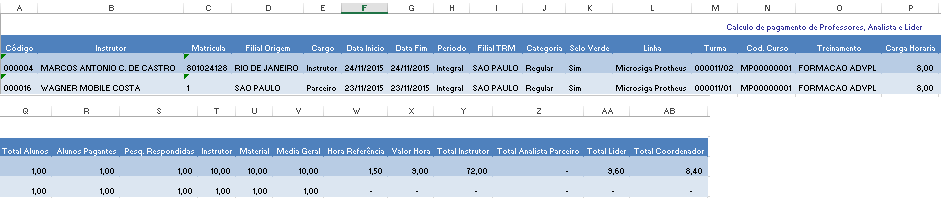 A B C D E F G H I J K L M N O P
Calculo de pagamento de Professores, Analista e Lider
Código Instrutor Matricula Filial Origem Cargo Data Inicio Data Fim Periodo Filial TRM Categoria Selo Verde Linha Turma Cod. Curso Treinamento Carga Horaria
000004 MARCOS ANTONIO C. DE CASTRO 801024128 RIO DE JANEIRO Instrutor 24/11/2015 24/11/2015 Integral SAO PAULO Regular Sim Microsiga Protheus 000011/02 MP00000001 FORMACAO ADVPL 8,00
000016 WAGNER MOBILE COSTA 1 SAO PAULO Parceiro 23/11/2015 23/11/2015 Integral SAO PAULO Regular Sim Microsiga Protheus 000011/01 MP00000001 FORMACAO ADVPL 8,00
Q R S T U V W X Y Z AA AB
Total Alunos Alunos Pagantes Pesq. Respondidas Instrutor Material Media Geral Hora Referência Valor Hora Total Instrutor Total Analista Parceiro Total Lider Total Coordenador
1,00 1,00 1,00 10,00 10,00 10,00 1,50 9,00 72,00 - 9,60 8,40
1,00 1,00 1,00 1,00 1,00 1,00 - - - - - -